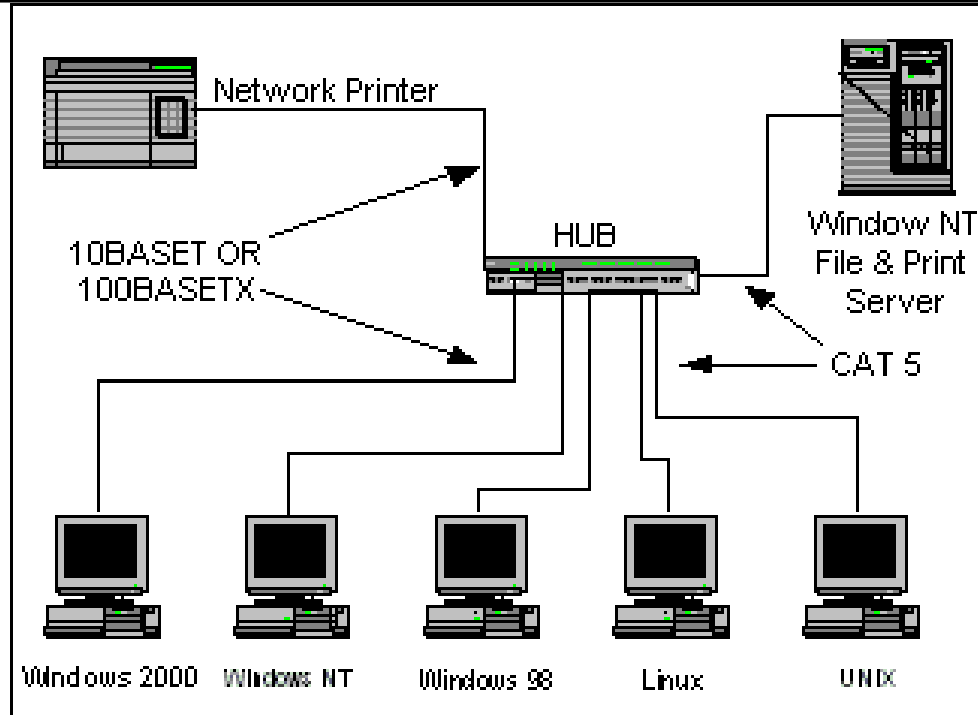 Network Printer
HUB
Window NT
File & Print
Server
10BASET OR
100BASETX
CAT 5
Windows 2000
Windows NT
Windows 98
Linux
UNIX